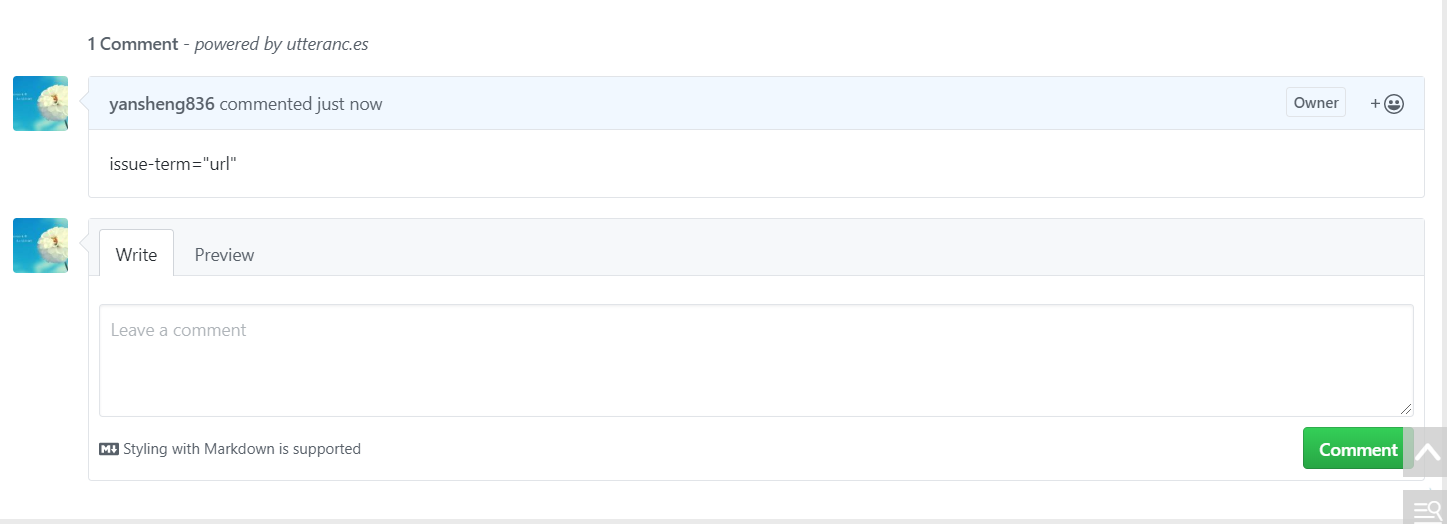 1 Comment - powered by utteranc.es
yansheng836 commented just now
Owner
+
issue-term="url"
Write
Preview
Leave a comment
Styling with Markdown is supported
Comment